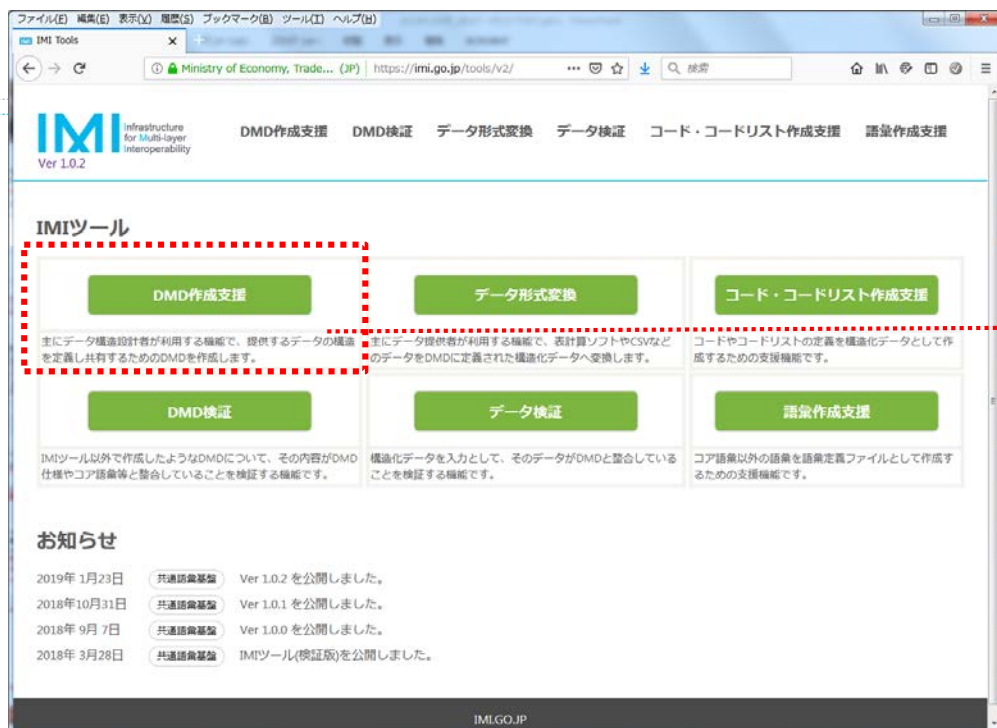 ファイル(F) 編集(E) 表示(V) 履歴(S) ブックマーク(B) ツール(T) ヘルプ(H)
IMI Tools
Ministry of Economy, Trade... (JP) https://imi.go.jp/tools/v2/
検索
IMI Infrastructure for Multi-layer Interoperability
Ver 1.0.2
DMD作成支援 DMD検証 データ形式変換 データ検証 コード・コードリスト作成支援 語彙作成支援
IMIツール
DMD作成支援
主にデータ構造設計者が利用する機能で、提供するデータの構造
を定義し共有するためのDMDを作成します。
データ形式変換
主にデータ提供者が利用する機能で、表計算ソフトやCSVなど
のデータをDMDに定義された構造化データへ変換します。
コード・コードリスト作成支援
コードやコードリストの定義を構造化データとして作
成するための支援機能です。
DMD検証
IMIツール以外で作成したようなDMDについて、その内容がDMD
仕様やコア語彙等と整合していることを検証する機能です。
データ検証
構造化データを入力として、そのデータがDMDと整合している
ことを検証する機能です。
語彙作成支援
コア語彙以外の語彙を語彙定義ファイルとして作成す
るための支援機能です。
お知らせ
2019年 1月23日 共通語彙基盤 Ver 1.0.2 を公開しました。
2018年10月31日 共通語彙基盤 Ver 1.0.1 を公開しました。
2018年 9月 7日 共通語彙基盤 Ver 1.0.0 を公開しました。
2018年 3月28日 共通語彙基盤 IMIツール(検証版)を公開しました。
IMI.GO.JP